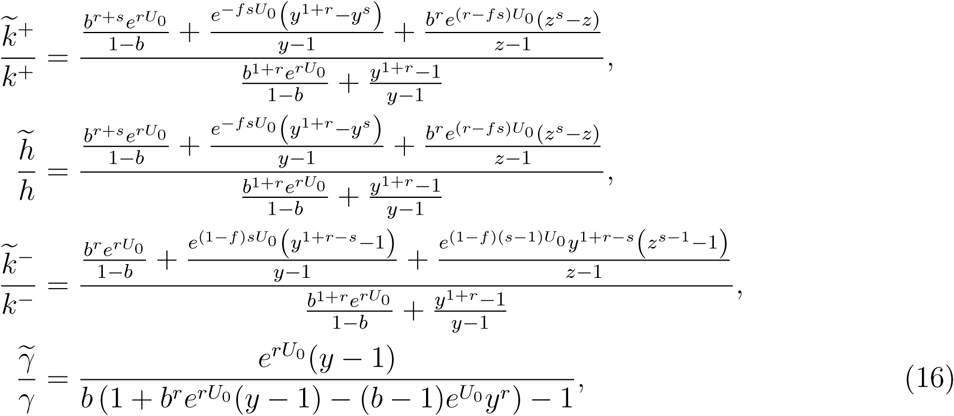 \frac{\widetilde{k}^+}{k^+} = \frac{\frac{b^{r+s}e^{rU_0}}{1-b} + \frac{e^{-fsU_0}(y^{1+r}-y^s)}{y-1} + \frac{b^r e^{(r-fs)U_0}(z^s-z)}{z-1}}{\frac{b^{1+r}e^{rU_0}}{1-b} + \frac{y^{1+r}-1}{y-1}},
\frac{\widetilde{h}}{h} = \frac{\frac{b^{r+s}e^{rU_0}}{1-b} + \frac{e^{-fsU_0}(y^{1+r}-y^s)}{y-1} + \frac{b^r e^{(r-fs)U_0}(z^s-z)}{z-1}}{\frac{b^{1+r}e^{rU_0}}{1-b} + \frac{y^{1+r}-1}{y-1}},
\frac{\widetilde{k}^-}{k^-} = \frac{\frac{b^r e^{rU_0}}{1-b} + \frac{e^{(1-f)sU_0}(y^{1+r-s}-1)}{y-1} + \frac{e^{(1-f)(s-1)U_0}y^{1+r-s}(z^{s-1}-1)}{z-1}}{\frac{b^{1+r}e^{rU_0}}{1-b} + \frac{y^{1+r}-1}{y-1}},
\frac{\widetilde{\gamma}}{\gamma} = \frac{e^{rU_0}(y-1)}{b(1+b^r e^{rU_0}(y-1)-(b-1)e^{U_0}y^r)-1}, (16)